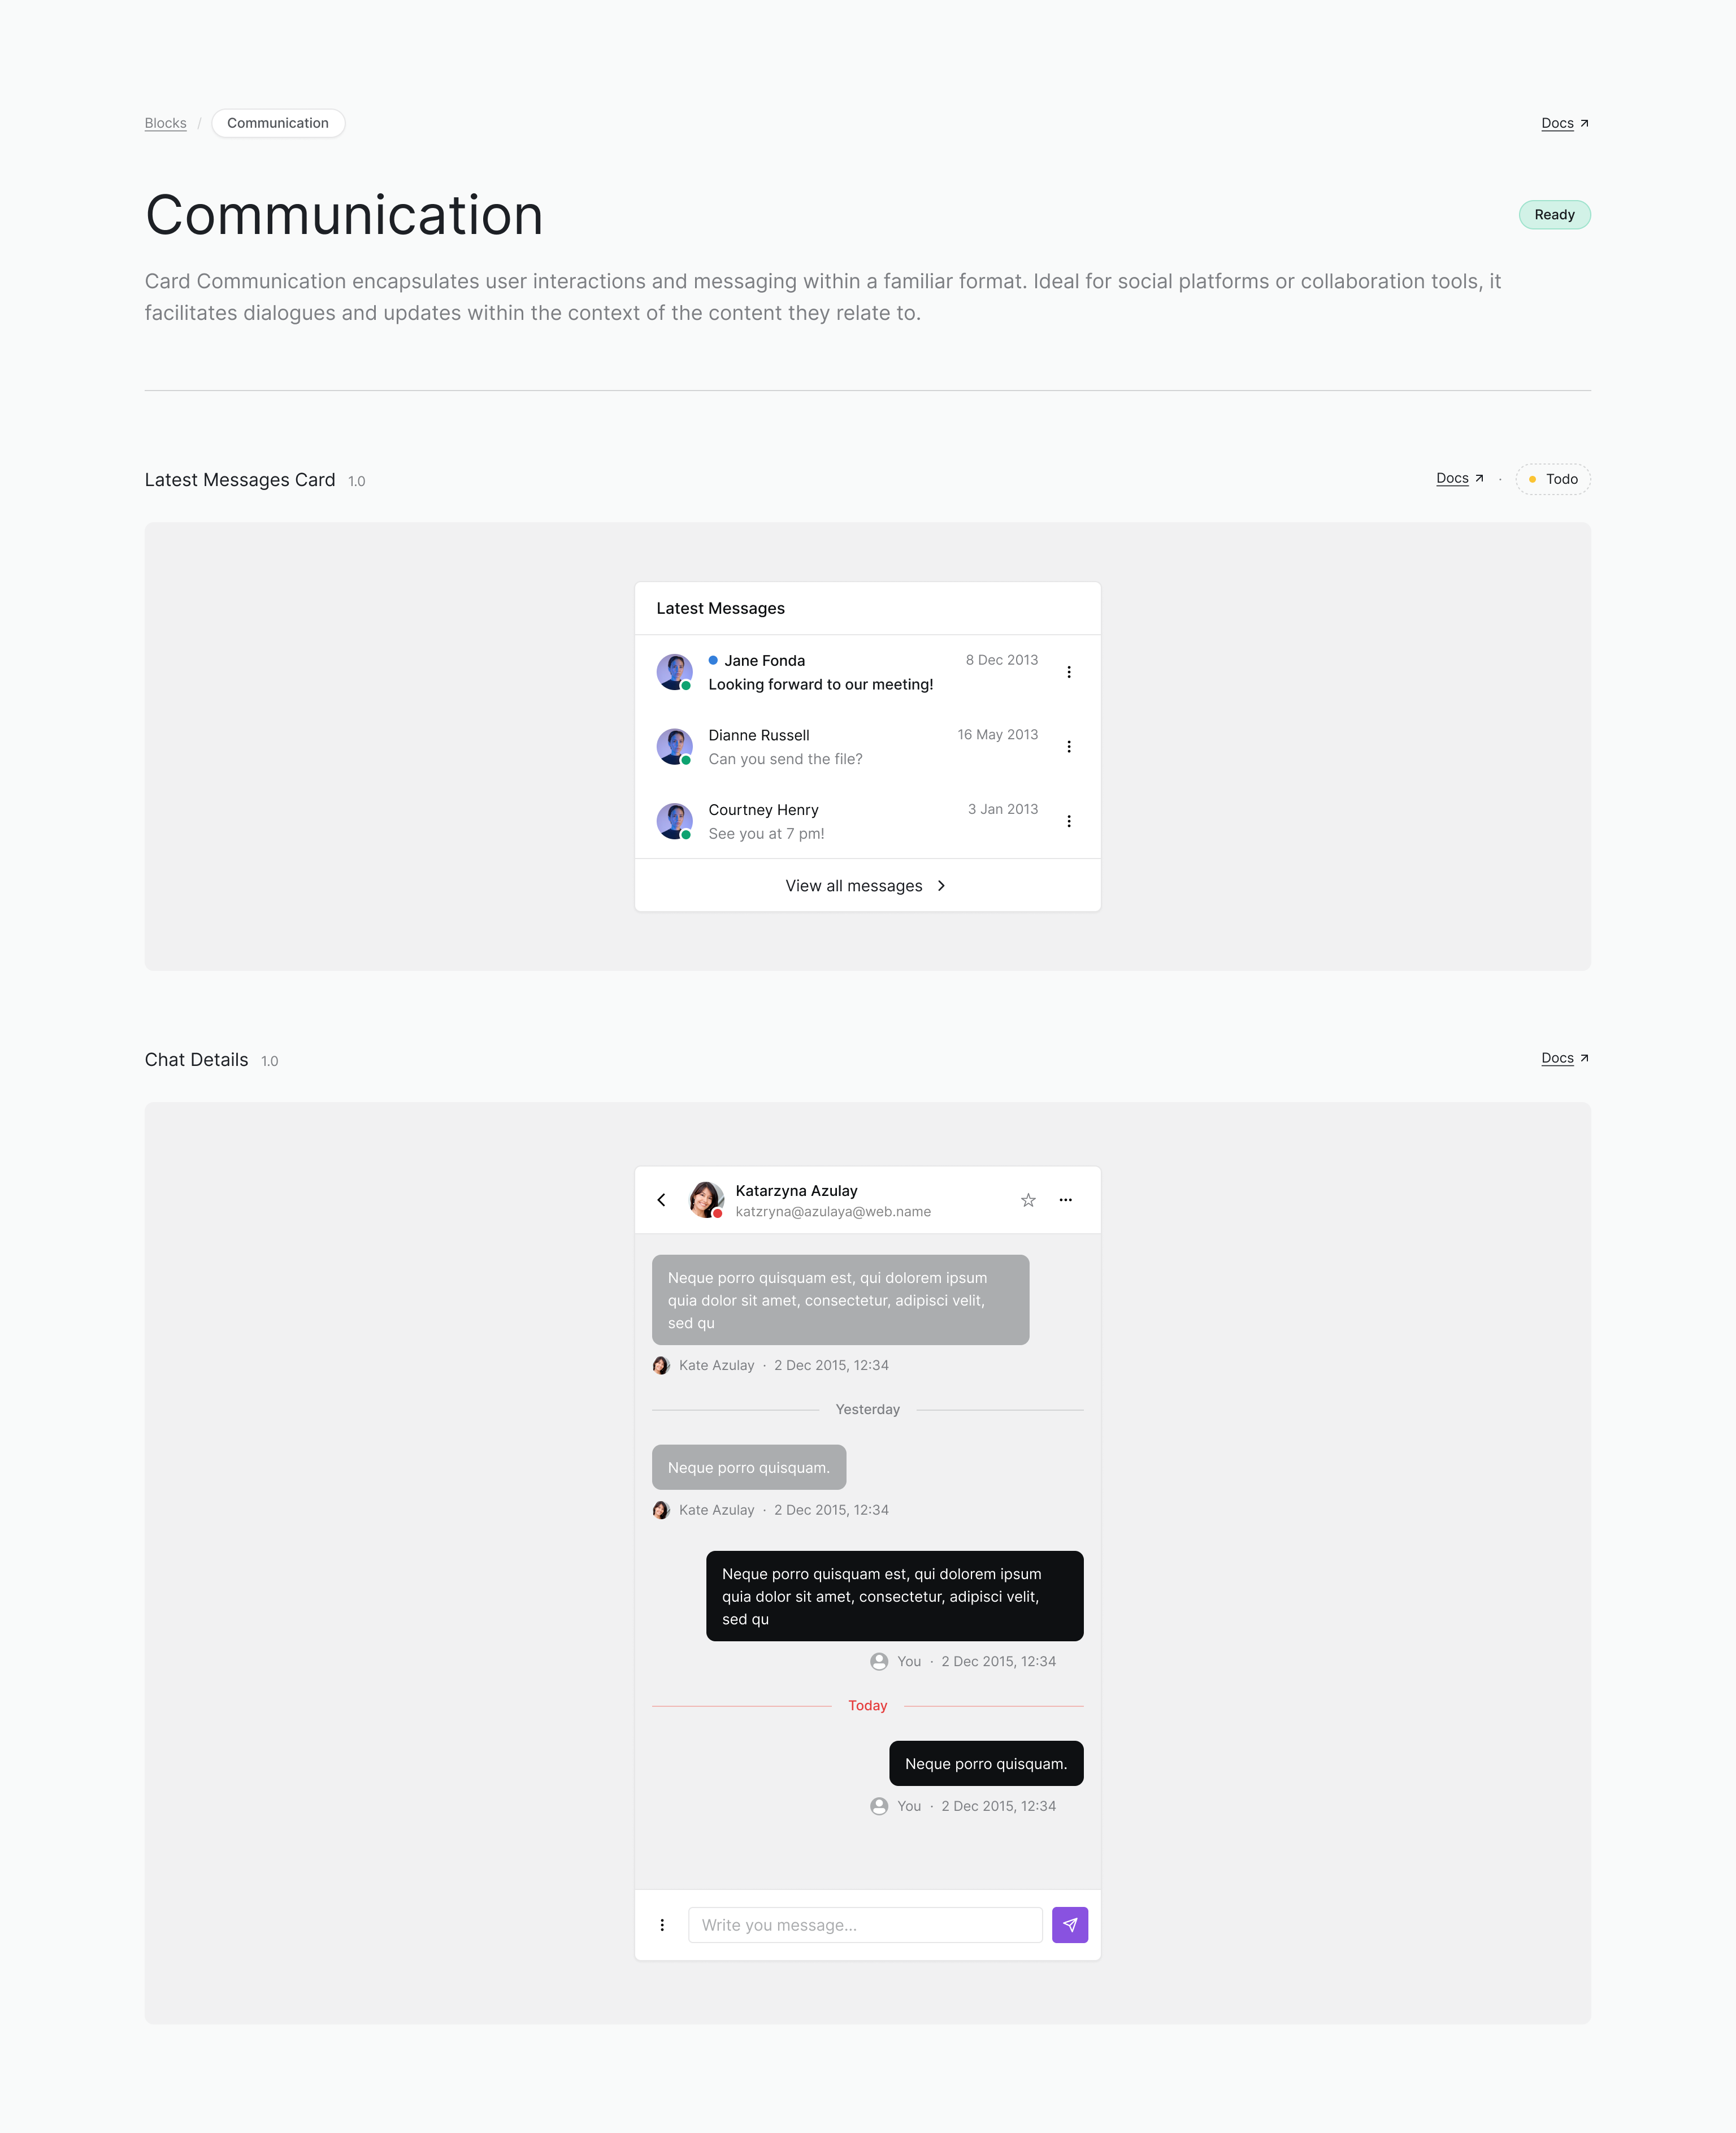 Blocks / Communication
Docs
Communication
Ready
Card Communication encapsulates user interactions and messaging within a familiar format. Ideal for social platforms or collaboration tools, it
facilitates dialogues and updates within the context of the content they relate to.
Latest Messages Card 1.0
Docs · Todo
Latest Messages
Jane Fonda 8 Dec 2013
Looking forward to our meeting!
Dianne Russell 16 May 2013
Can you send the file?
Courtney Henry 3 Jan 2013
See you at 7 pm!
View all messages
Chat Details 1.0
Docs
Katarzyna Azulay
katzryna@azulaya@web.name
Neque porro quisquam est, qui dolorem ipsum
quia dolor sit amet, consectetur, adipisci velit,
sed qu
Kate Azulay · 2 Dec 2015, 12:34
Yesterday
Neque porro quisquam.
Kate Azulay · 2 Dec 2015, 12:34
Neque porro quisquam est, qui dolorem ipsum
quia dolor sit amet, consectetur, adipisci velit,
sed qu
You · 2 Dec 2015, 12:34
Today
Neque porro quisquam.
You · 2 Dec 2015, 12:34
Write you message...